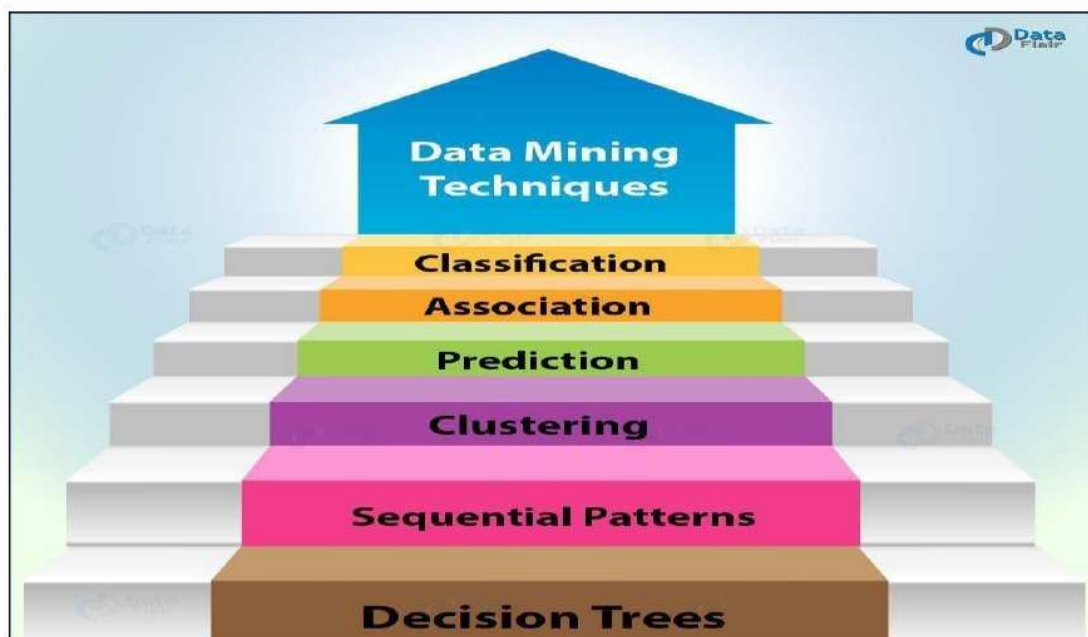 Data
Flair
Data Mining
Techniques
Classification
Association
Prediction
Clustering
Sequential Patterns
Decision Trees